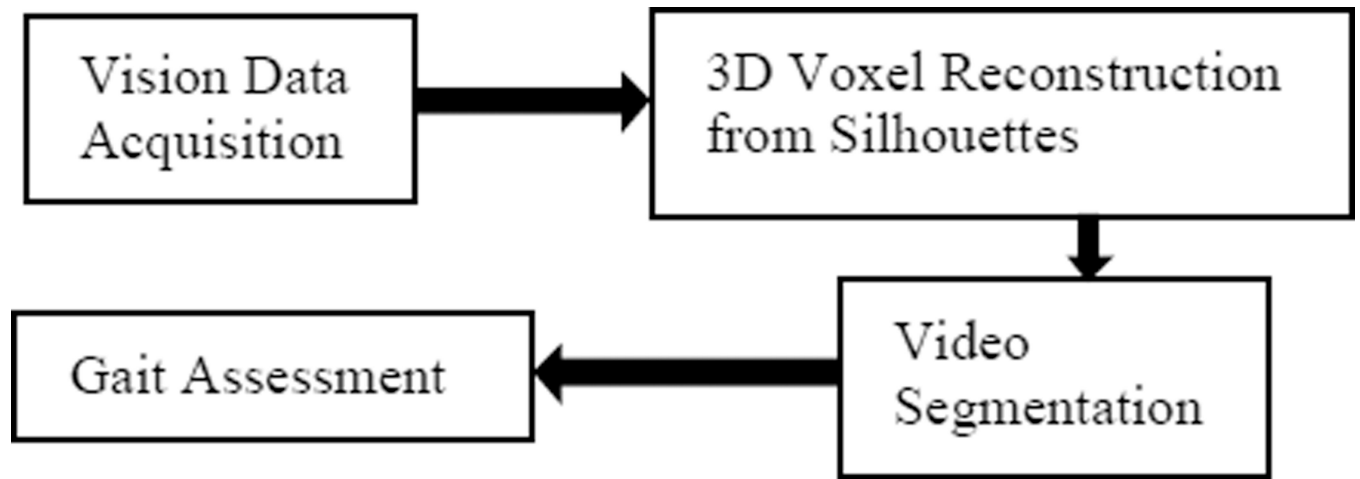 Vision Data
Acquisition
3D Voxel Reconstruction
from Silhouettes
Video
Segmentation
Gait Assessment